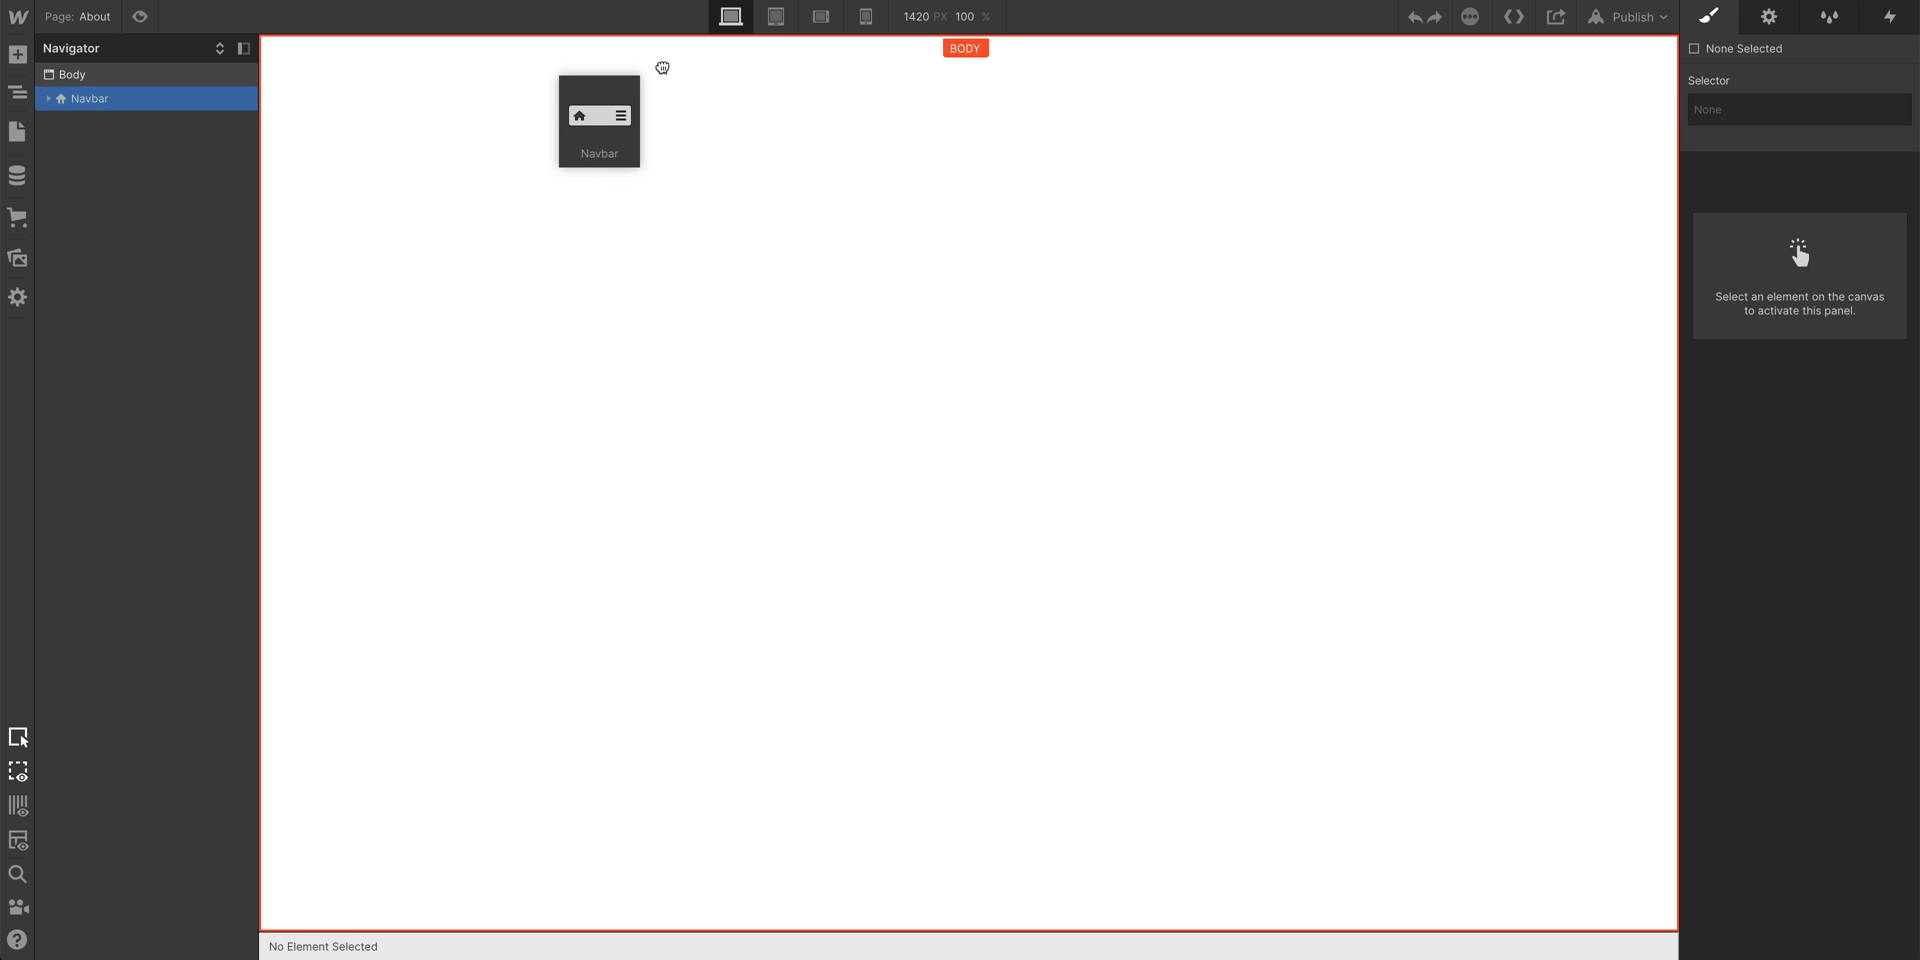 Page: About
1420 PX 100 %
Publish
Navigator
BODY
None Selected
Body
Navbar
Selector
None
Navbar
Select an element on the canvas
to activate this panel.
No Element Selected